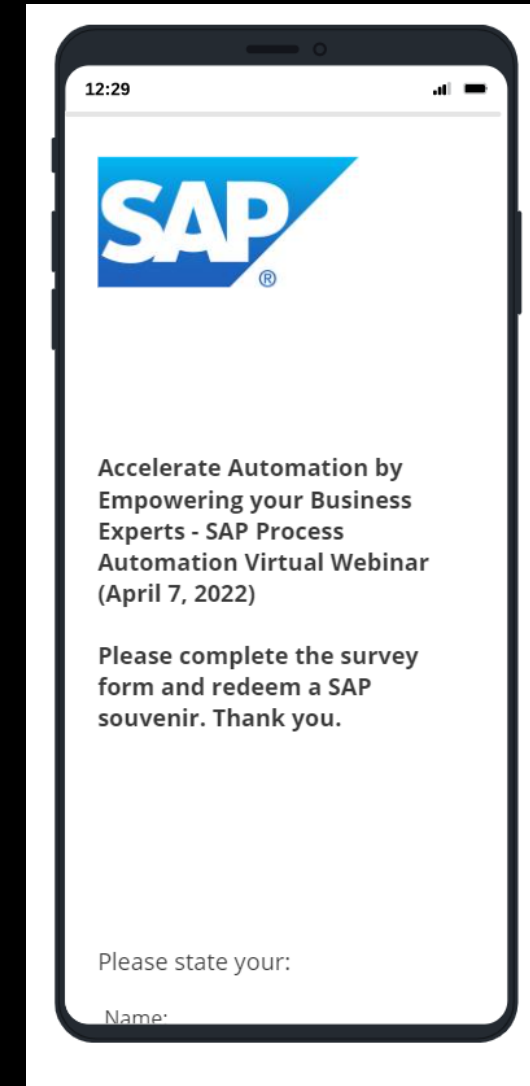 12:29
SAP
®
Accelerate Automation by
Empowering your Business
Experts - SAP Process
Automation Virtual Webinar
(April 7, 2022)
Please complete the survey
form and redeem a SAP
souvenir. Thank you.
Please state your:
Name: